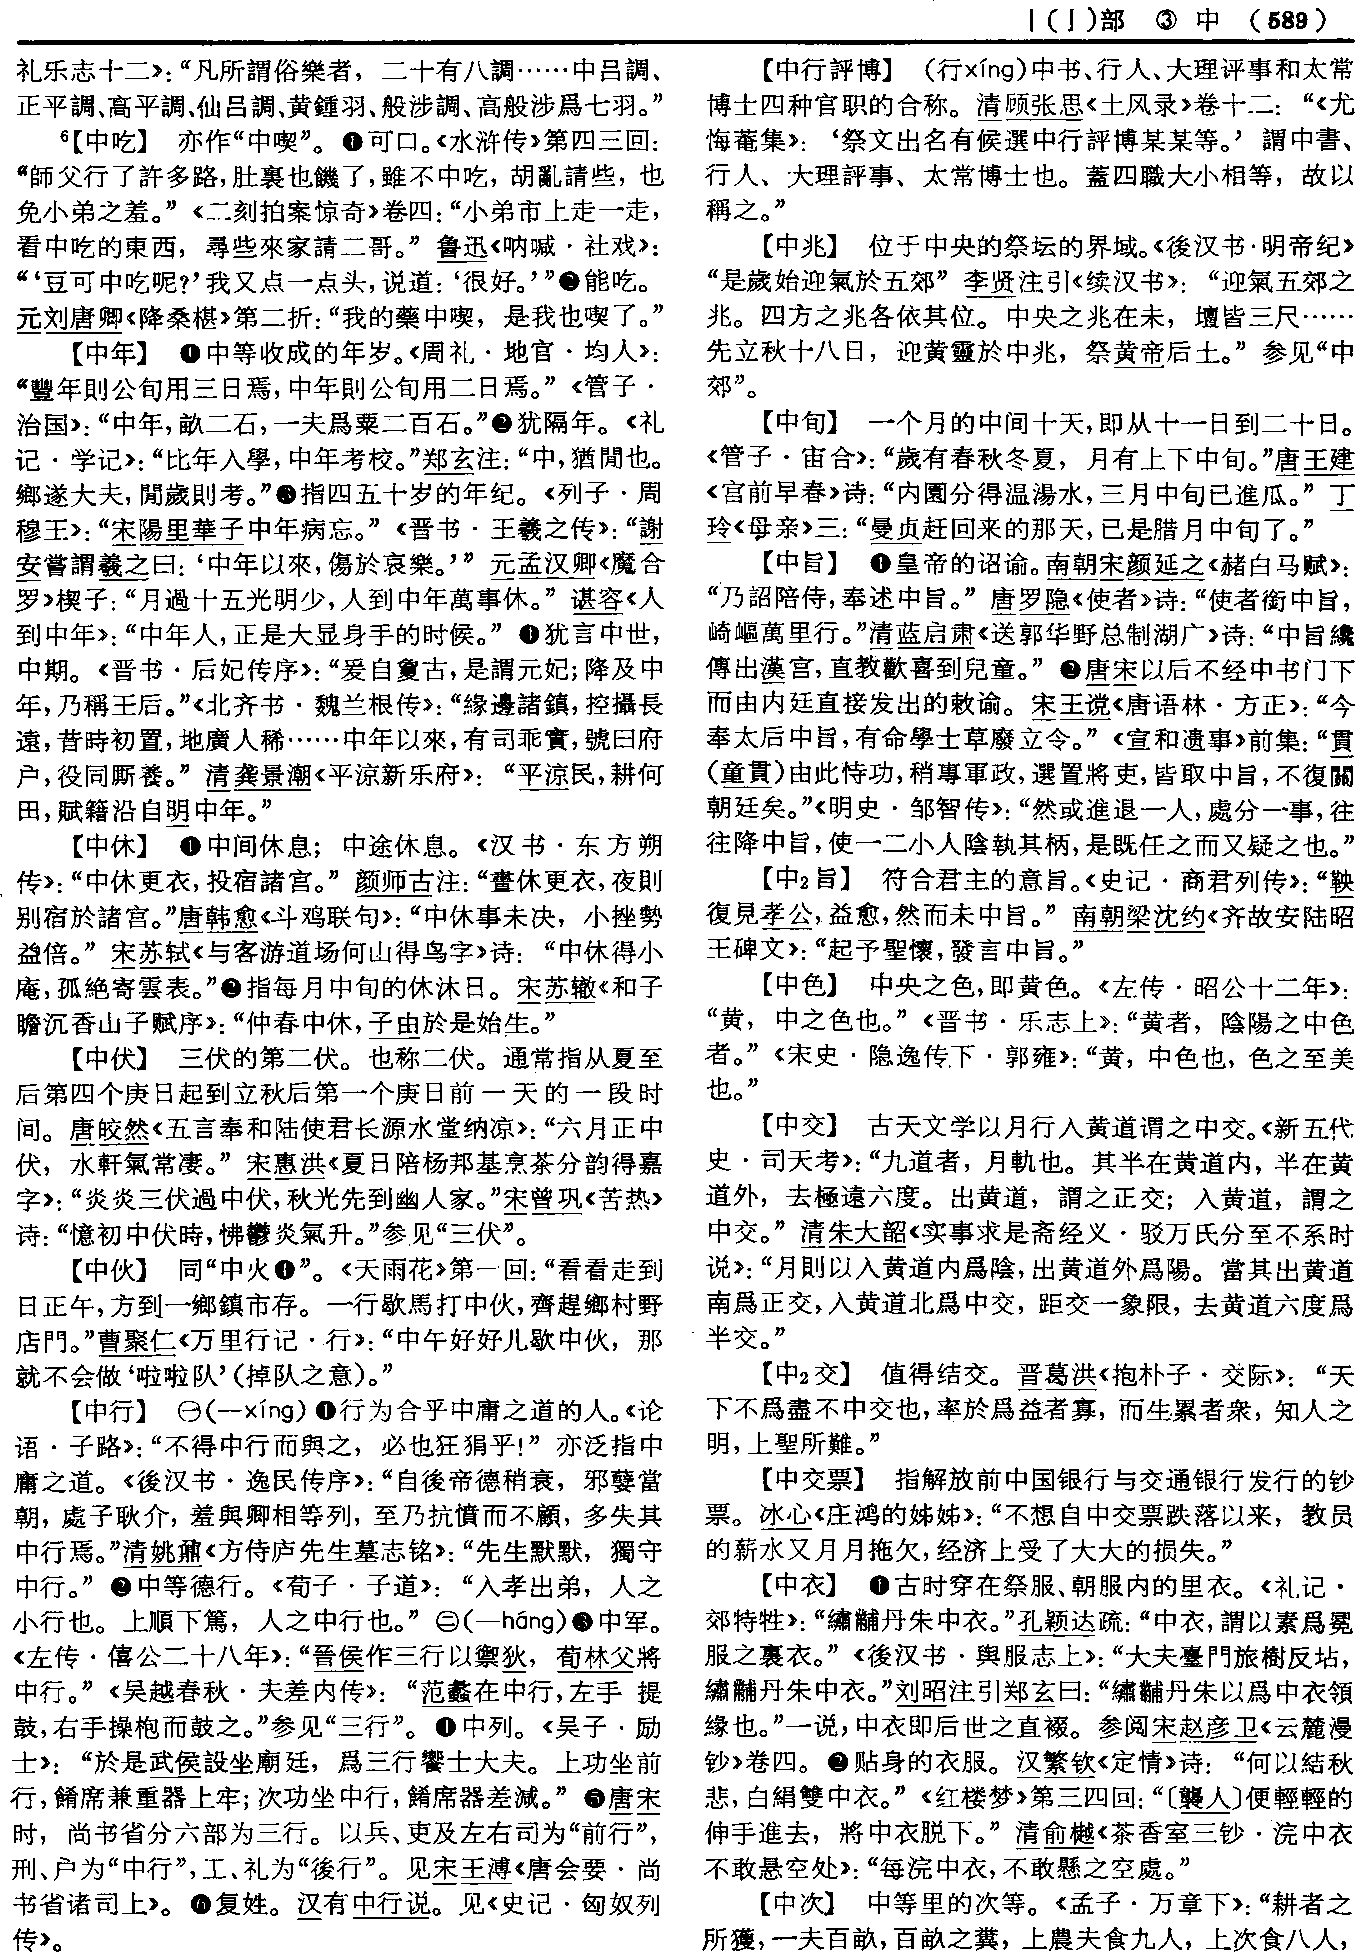 丨(亅)部 ③ 中 (589)
礼乐志十二》：“凡所謂俗樂者，二十有八調……中吕調、
正平調、高平調、仙吕調、黄鍾羽、般涉調、高般涉爲七羽。”
⁶【中吃】 亦作“中喫”。❶可口。《水浒传》第四三回：
“師父行了許多路，肚裏也饑了，雖不中吃，胡亂請些，也
免小弟之羞。”《二刻拍案惊奇》卷四：“小弟市上走一走，
看中吃的東西，尋些來家請二哥。”鲁迅《呐喊·社戏》：
“‘豆可中吃呢?’我又点一点头，说道：‘很好。’”❷能吃。
元刘唐卿《降桑椹》第二折：“我的藥中喫，是我也喫了。”
【中年】 ❶中等收成的年岁。《周礼·地官·均人》：
“豐年則公旬用三日焉，中年則公旬用二日焉。”《管子·
治国》：“中年，畝二石，一夫爲粟二百石。”❷犹隔年。《礼
记·学记》：“比年入學，中年考校。”郑玄注：“中，猶閒也。
鄉遂大夫，閒歲則考。”❸指四五十岁的年纪。《列子·周
穆王》：“宋陽里華子中年病忘。”《晋书·王羲之传》：“謝
安嘗謂羲之曰：‘中年以來，傷於哀樂。’”元孟汉卿《魔合
罗》楔子：“月過十五光明少，人到中年萬事休。”谌容《人
到中年》：“中年人，正是大显身手的时候。”❹犹言中世，
中期。《晋书·后妃传序》：“爰自夐古，是謂元妃；降及中
年，乃稱王后。”《北齐书·魏兰根传》：“緣邊諸鎮，控攝長
遠，昔時初置，地廣人稀……中年以來，有司乖實，號曰府
户，役同厮養。”清龚景瀚《平凉新乐府》：“平凉民，耕何
田，賦籍沿自明中年。”
【中休】 ❶中间休息；中途休息。《汉书·东方朔
传》：“中休更衣，投宿諸宫。”颜师古注：“晝休更衣，夜則
别宿於諸宫。”唐韩愈《斗鸡联句》：“中休事未决，小挫勢
益倍。”宋苏轼《与客游道场何山得鸟字》诗：“中休得小
庵，孤絶寄雲表。”❷指每月中旬的休沐日。宋苏辙《和子
瞻沉香山子赋序》：“仲春中休，子由於是始生。”
【中伏】 三伏的第二伏。也称二伏。通常指从夏至
后第四个庚日起到立秋后第一个庚日前一天的一段时
间。唐皎然《五言奉和陆使君长源水堂纳凉》：“六月正中
伏，水軒氣常凄。”宋惠洪《夏日陪杨邦基烹茶分韵得嘉
字》：“炎炎三伏過中伏，秋光先到幽人家。”宋曾巩《苦热》
诗：“憶初中伏時，怫鬱炎氣升。”参见“三伏”。
【中伙】 同“中火❶”。《天雨花》第一回：“看看走到
日正午，方到一鄉鎮市存。一行歇馬打中伙，齊趕鄉村野
店門。”曹聚仁《万里行记·行》：“中午好好儿歇中伙，那
就不会做‘啦啦队’(掉队之意)。”
【中行】 ㊀(—xíng)❶行为合乎中庸之道的人。《论
语·子路》：“不得中行而與之，必也狂狷乎！”亦泛指中
庸之道。《後汉书·逸民传序》：“自後帝德稍衰，邪孽當
朝，處子耿介，羞與卿相等列，至乃抗憤而不顧，多失其
中行焉。”清姚鼐《方侍庐先生墓志铭》：“先生默默，獨守
中行。”❷中等德行。《荀子·子道》：“入孝出弟，人之
小行也。上順下篤，人之中行也。”㊁(—háng)❸中军。
《左传·僖公二十八年》：“晉侯作三行以禦狄，荀林父將
中行。”《吴越春秋·夫差内传》：“范蠡在中行，左手 提
鼓，右手操枹而鼓之。”参见“三行”。❹中列。《吴子·励
士》：“於是武侯設坐廟廷，爲三行饗士大夫。上功坐前
行，餚席兼重器上牢；次功坐中行，餚席器差減。”❺唐宋
时，尚书省分六部为三行。以兵、吏及左右司为“前行”，
刑、户为“中行”，工、礼为“後行”。见宋王溥《唐会要·尚
书省诸司上》。❻复姓。汉有中行说。见《史记·匈奴列
传》。
【中行評博】 (行xíng)中书、行人、大理评事和太常
博士四种官职的合称。清顾张思《土风录》卷十二：“《尤
悔菴集》：‘祭文出名有候選中行評博某某等。’謂中書、
行人、大理評事、太常博士也。蓋四職大小相等，故以
稱之。”
【中兆】 位于中央的祭坛的界域。《後汉书·明帝纪》
“是歲始迎氣於五郊”李贤注引《续汉书》：“迎氣五郊之
兆。四方之兆各依其位。中央之兆在未，壇皆三尺……
先立秋十八日，迎黄靈於中兆，祭黄帝后土。”参见“中
郊”。
【中旬】 一个月的中间十天，即从十一日到二十日。
《管子·宙合》：“歲有春秋冬夏，月有上下中旬。”唐王建
《宫前早春》诗：“内園分得温湯水，三月中旬已進瓜。”丁
玲《母亲》三：“曼贞赶回来的那天，已是腊月中旬了。”
【中旨】 ❶皇帝的诏谕。南朝宋颜延之《赭白马赋》：
“乃詔陪侍，奉述中旨。”唐罗隐《使者》诗：“使者銜中旨，
崎嶇萬里行。”清蓝启肃《送郭华野总制湖广》诗：“中旨纔
傳出漢宫，直教歡喜到兒童。”❷唐宋以后不经中书门下
而由内廷直接发出的敕谕。宋王谠《唐语林·方正》：“今
奉太后中旨，有命學士草廢立令。”《宣和遗事》前集：“貫
(童貫)由此恃功，稍專軍政，選置將吏，皆取中旨，不復關
朝廷矣。”《明史·邹智传》：“然或進退一人，處分一事，往
往降中旨，使一二小人陰執其柄，是既任之而又疑之也。”
【中₂旨】 符合君主的意旨。《史记·商君列传》：“鞅
復見孝公，益愈，然而未中旨。”南朝梁沈约《齐故安陆昭
王碑文》：“起予聖懷，發言中旨。”
【中色】 中央之色，即黄色。《左传·昭公十二年》：
“黄，中之色也。”《晋书·乐志上》：“黄者，陰陽之中色
者。”《宋史·隐逸传下·郭雍》：“黄，中色也，色之至美
也。”
【中交】 古天文学以月行入黄道谓之中交。《新五代
史·司天考》：“九道者，月軌也。其半在黄道内，半在黄
道外，去極遠六度。出黄道，謂之正交；入黄道，謂之
中交。”清朱大韶《实事求是斋经义·驳万氏分至不系时
说》：“月則以入黄道内爲陰，出黄道外爲陽。當其出黄道
南爲正交，入黄道北爲中交，距交一象限，去黄道六度爲
半交。”
【中₂交】 值得结交。晋葛洪《抱朴子·交际》：“天
下不爲盡不中交也，率於爲益者寡，而生累者衆，知人之
明，上聖所難。”
【中交票】 指解放前中国银行与交通银行发行的钞
票。冰心《庄鸿的姊姊》：“不想自中交票跌落以来，教员
的薪水又月月拖欠，经济上受了大大的损失。”
【中衣】 ❶古时穿在祭服、朝服内的里衣。《礼记·
郊特牲》：“繡黼丹朱中衣。”孔颖达疏：“中衣，謂以素爲冕
服之裏衣。”《後汉书·舆服志上》：“大夫臺門旅樹反坫，
繡黼丹朱中衣。”刘昭注引郑玄曰：“繡黼丹朱以爲中衣領
緣也。”一说，中衣即后世之直裰。参阅宋赵彦卫《云麓漫
钞》卷四。❷贴身的衣服。汉繁钦《定情》诗：“何以結秋
悲，白絹雙中衣。”《红楼梦》第三四回：“〔襲人〕便輕輕的
伸手進去，將中衣脱下。”清俞樾《茶香室三钞·浣中衣
不敢悬空处》：“每浣中衣，不敢懸之空處。”
【中次】 中等里的次等。《孟子·万章下》：“耕者之
所獲，一夫百畝，百畝之糞，上農夫食九人，上次食八人，